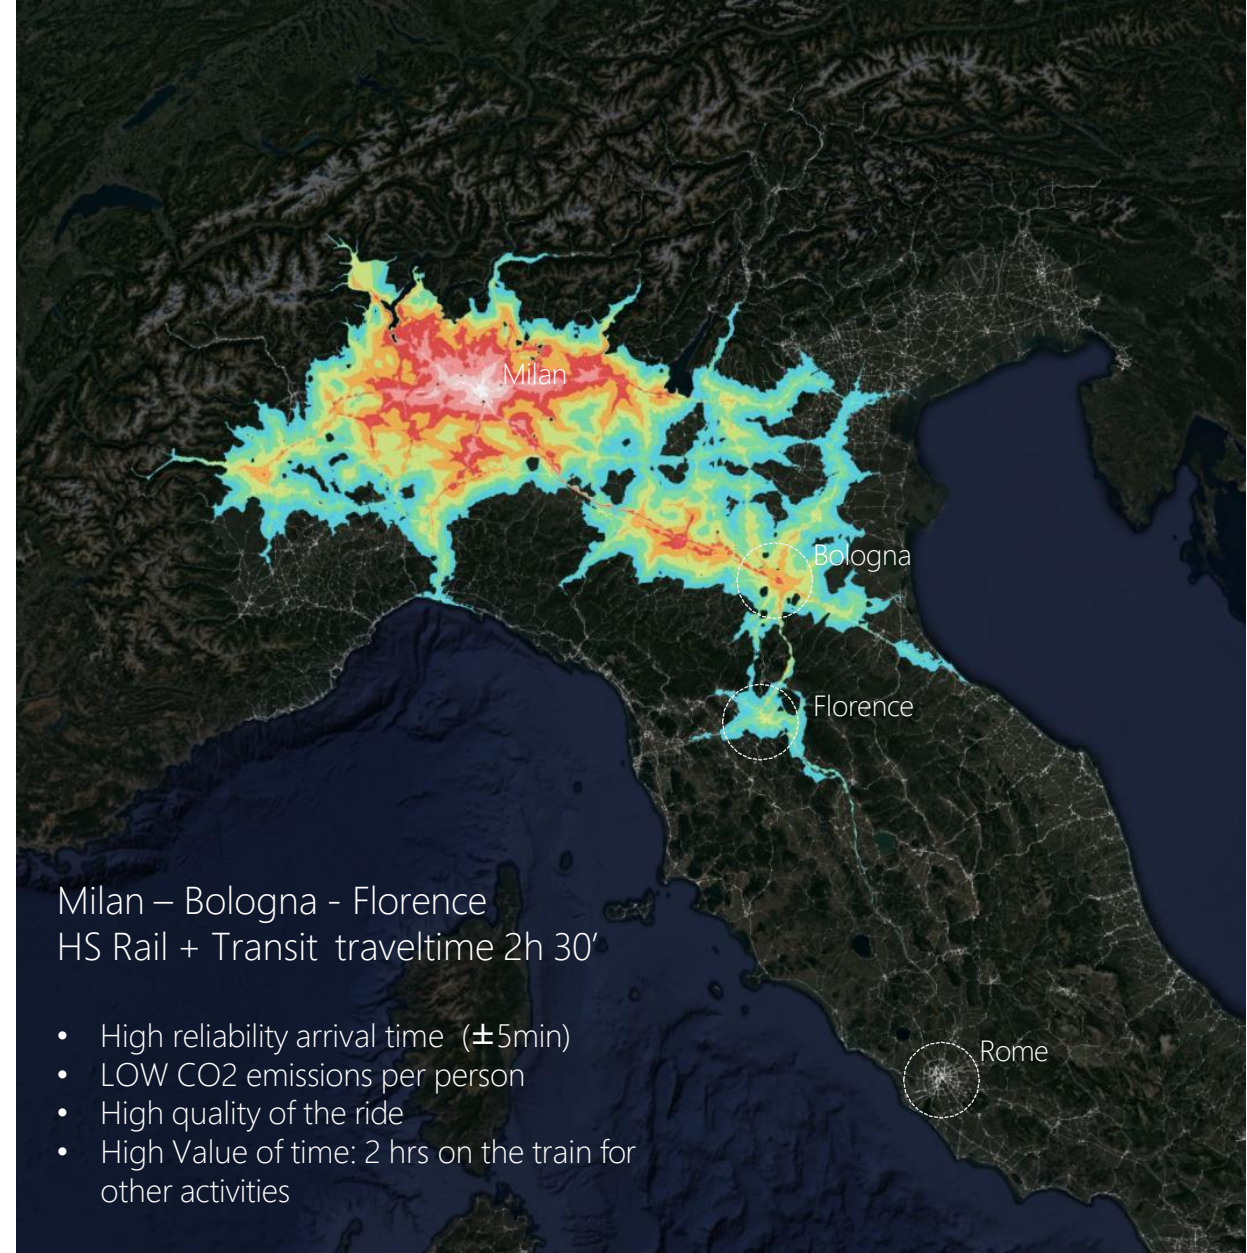 Milan
Bologna
Florence
Milan – Bologna - Florence
HS Rail + Transit  traveltime 2h 30’
• High reliability arrival time  (±5min)
• LOW CO2 emissions per person
• High quality of the ride
• High Value of time: 2 hrs on the train for
other activities
Rome